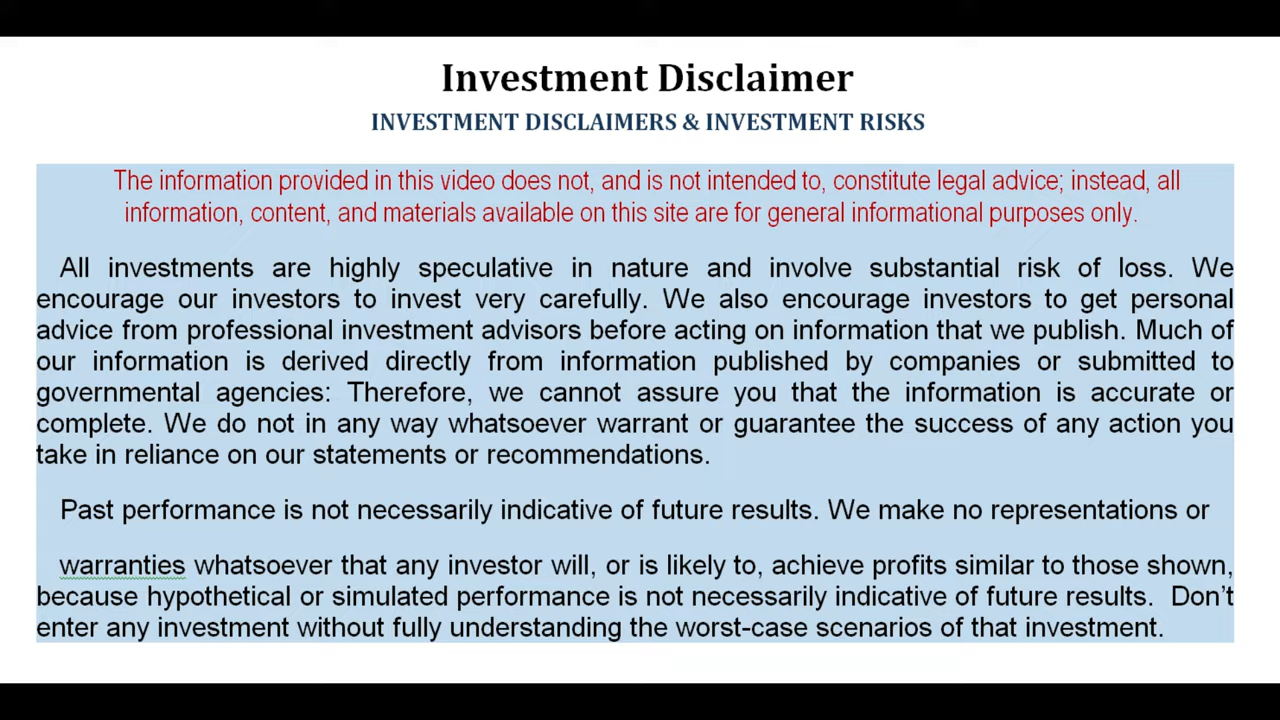 Investment Disclaimer
INVESTMENT DISCLAIMERS & INVESTMENT RISKS
The information provided in this video does not, and is not intended to, constitute legal advice; instead, all
information, content, and materials available on this site are for general informational purposes only.
All investments are highly speculative in nature and involve substantial risk of loss. We
encourage our investors to invest very carefully. We also encourage investors to get personal
advice from professional investment advisors before acting on information that we publish. Much of
our information is derived directly from information published by companies or submitted to
governmental agencies: Therefore, we cannot assure you that the information is accurate or
complete. We do not in any way whatsoever warrant or guarantee the success of any action you
take in reliance on our statements or recommendations.
Past performance is not necessarily indicative of future results. We make no representations or
warranties whatsoever that any investor will, or is likely to, achieve profits similar to those shown,
because hypothetical or simulated performance is not necessarily indicative of future results. Don’t
enter any investment without fully understanding the worst-case scenarios of that investment.